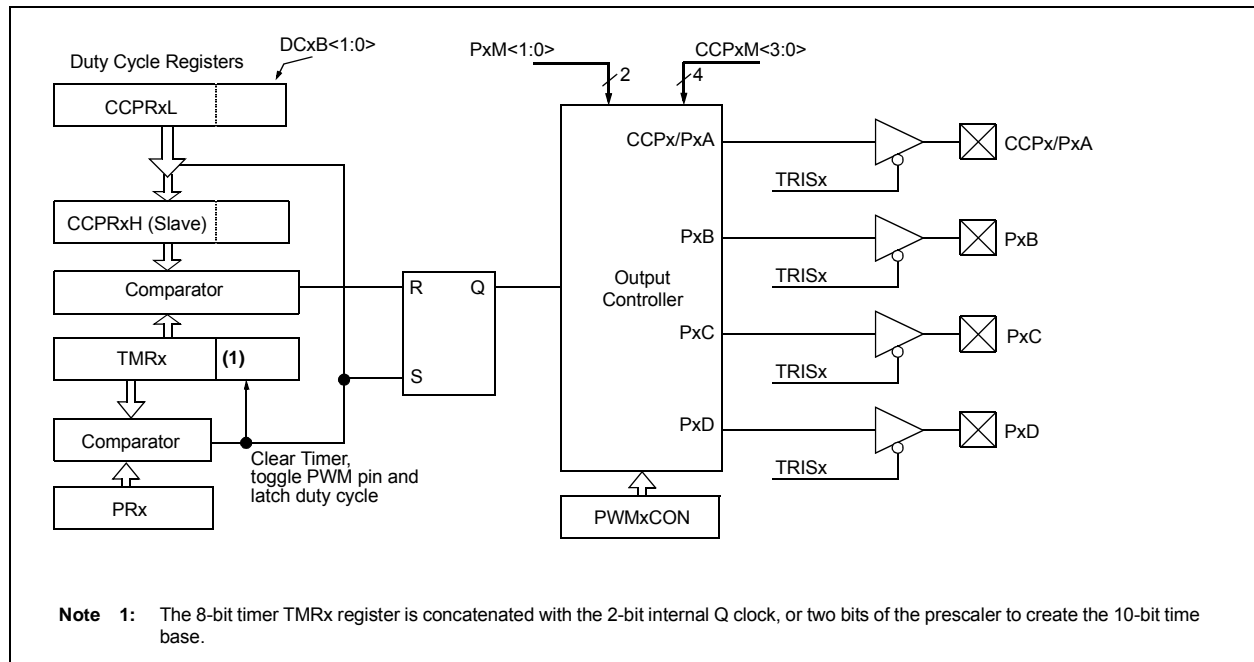 DCxB<1:0>
Duty Cycle Registers
CCPRxL
CCPRxH (Slave)
Comparator
TMRx
(1)
Comparator
PRx
Clear Timer,
toggle PWM pin and
latch duty cycle
R
Q
S
PxM<1:0>
2
CCPxM<3:0>
4
Output
Controller
CCPx/PxA
PxB
PxC
PxD
PWMxCON
TRISx
CCPx/PxA
TRISx
PxB
TRISx
PxC
TRISx
PxD
Note 1: The 8-bit timer TMRx register is concatenated with the 2-bit internal Q clock, or two bits of the prescaler to create the 10-bit time
base.